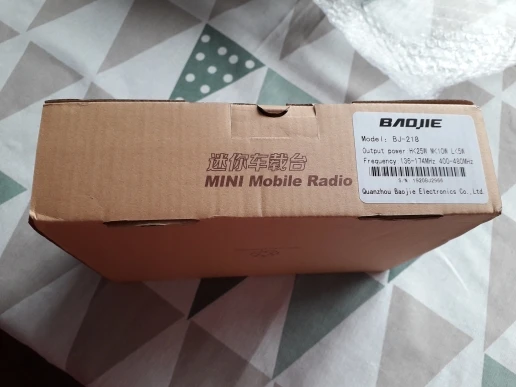 迷你车载台
MINI Mobile Radio
BAOJIE
Model: BJ-218
Output power H<25W M<10W L<5W
Frequency 136-174MHz 400-480MHz
Quanzhou Baojie Electronics Co.,Ltd